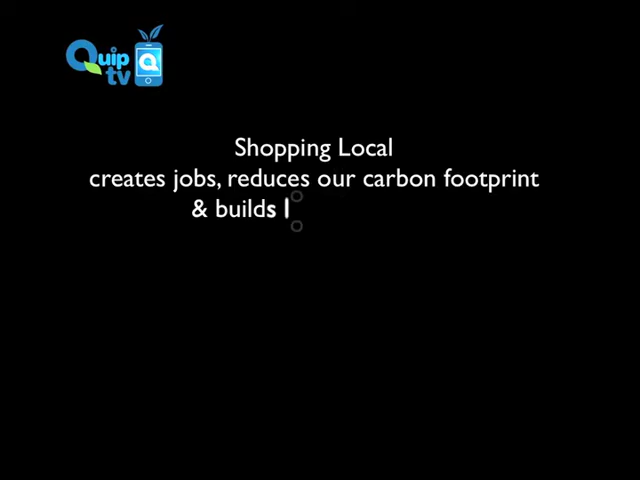 Quip
tv
Shopping Local
creates jobs, reduces our carbon footprint
& builds l